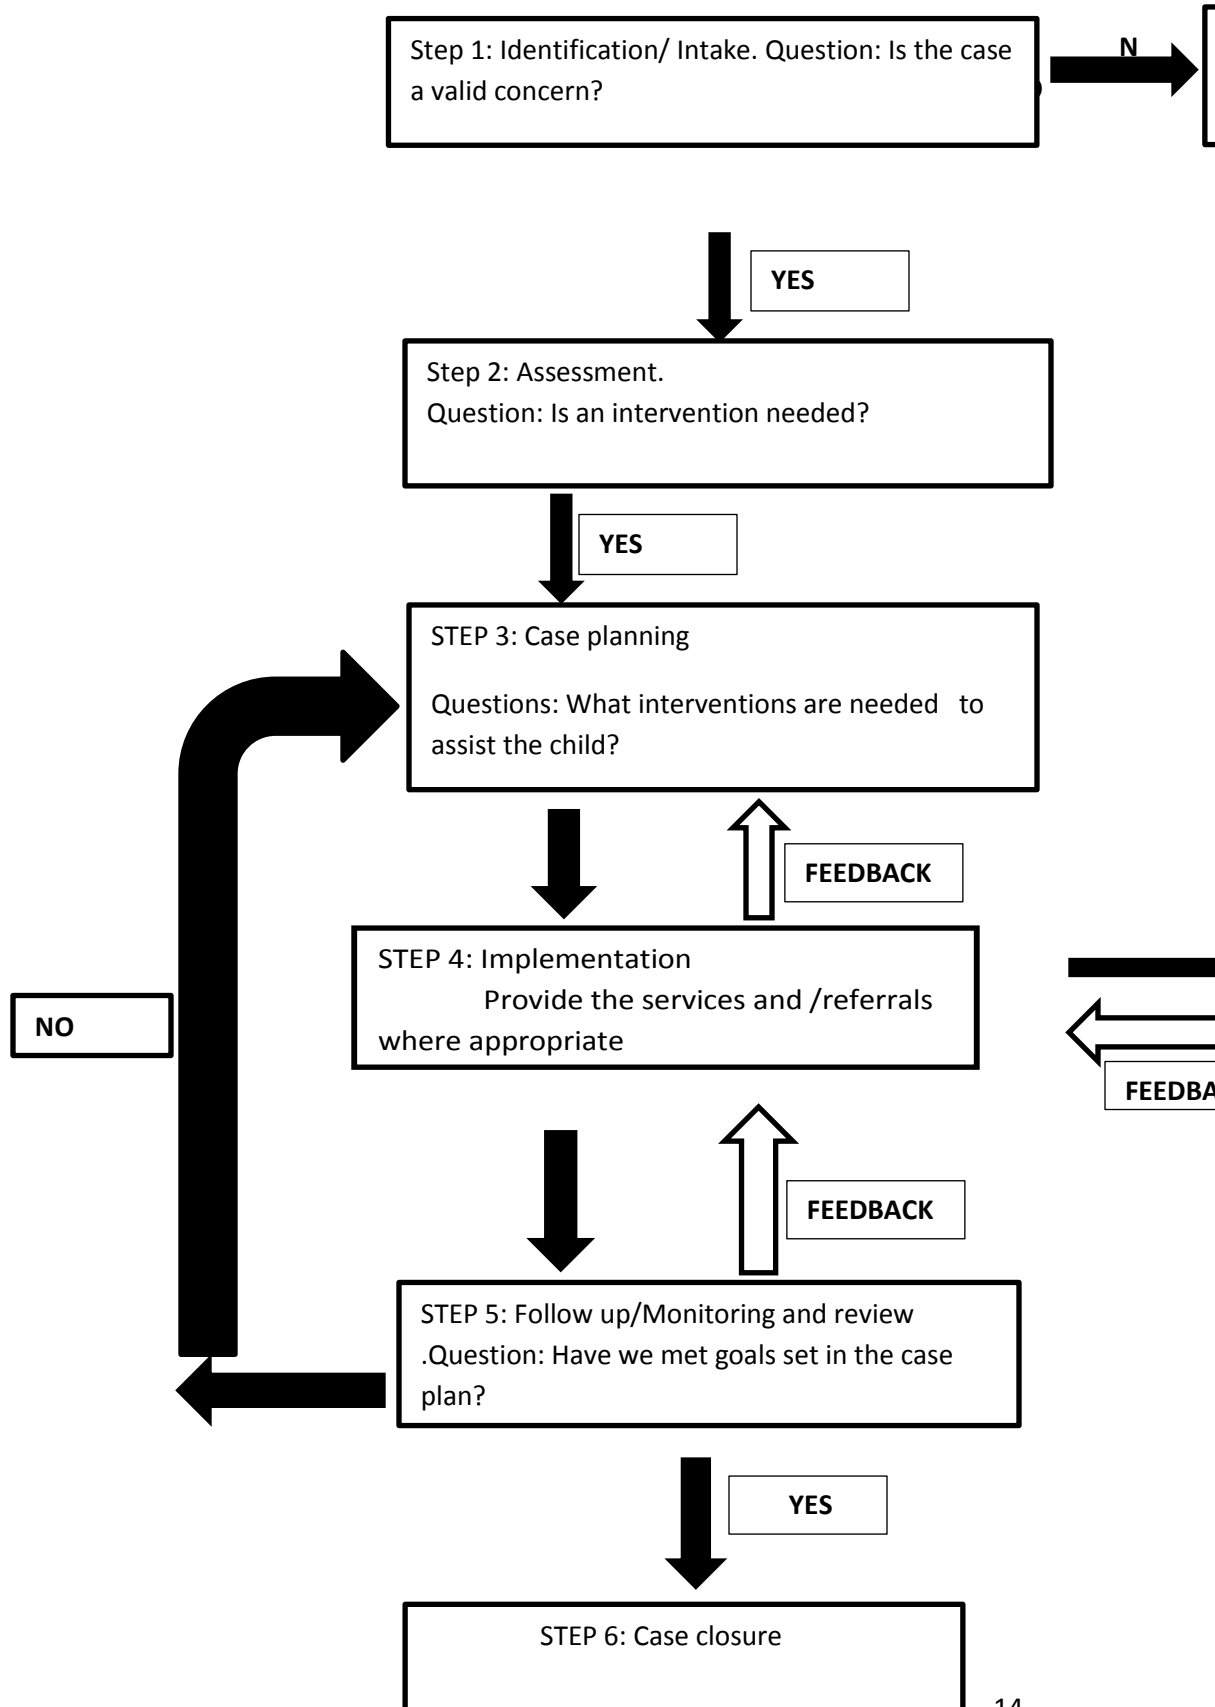 Step 1: Identification/ Intake. Question: Is the case
a valid concern?
N
YES
Step 2: Assessment.
Question: Is an intervention needed?
YES
STEP 3: Case planning
Questions: What interventions are needed to
assist the child?
FEEDBACK
STEP 4: Implementation
Provide the services and /referrals
where appropriate
NO
FEEDBA
FEEDBACK
STEP 5: Follow up/Monitoring and review
.Question: Have we met goals set in the case
plan?
YES
STEP 6: Case closure
14